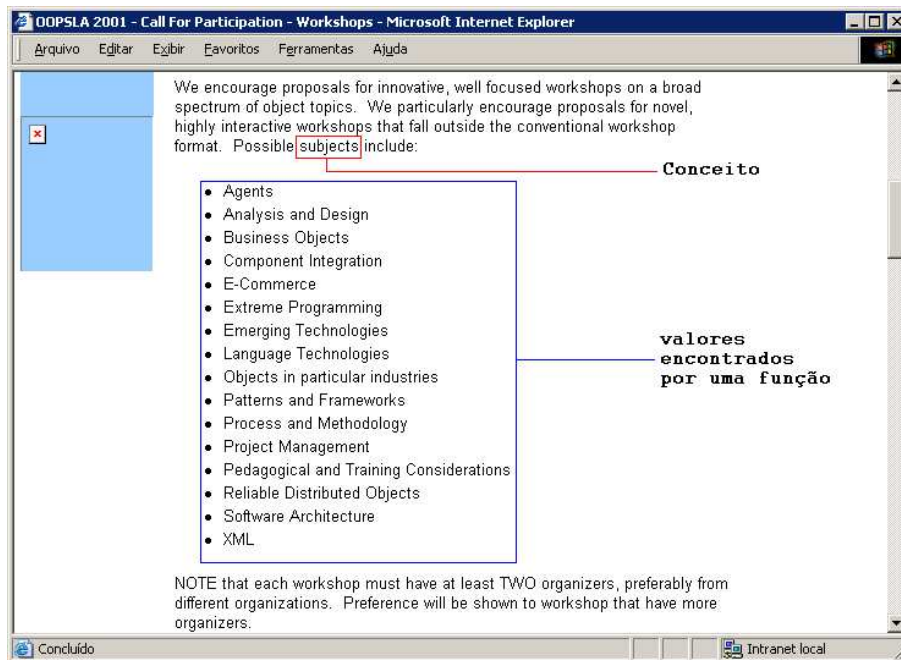 OOPSLA 2001 - Call For Participation - Workshops - Microsoft Internet Explorer
Arquivo Editar Exibir Favoritos Ferramentas Ajuda
We encourage proposals for innovative, well focused workshops on a broad
spectrum of object topics. We particularly encourage proposals for novel,
highly interactive workshops that fall outside the conventional workshop
format. Possible subjects include:
Conceito
• Agents
• Analysis and Design
• Business Objects
• Component Integration
• E-Commerce
• Extreme Programming
• Emerging Technologies
• Language Technologies
• Objects in particular industries
• Patterns and Frameworks
• Process and Methodology
• Project Management
• Pedagogical and Training Considerations
• Reliable Distributed Objects
• Software Architecture
• XML
valores
encontrados
por uma função
NOTE that each workshop must have at least TWO organizers, preferably from
different organizations. Preference will be shown to workshop that have more
organizers.
Concluído
Intranet local